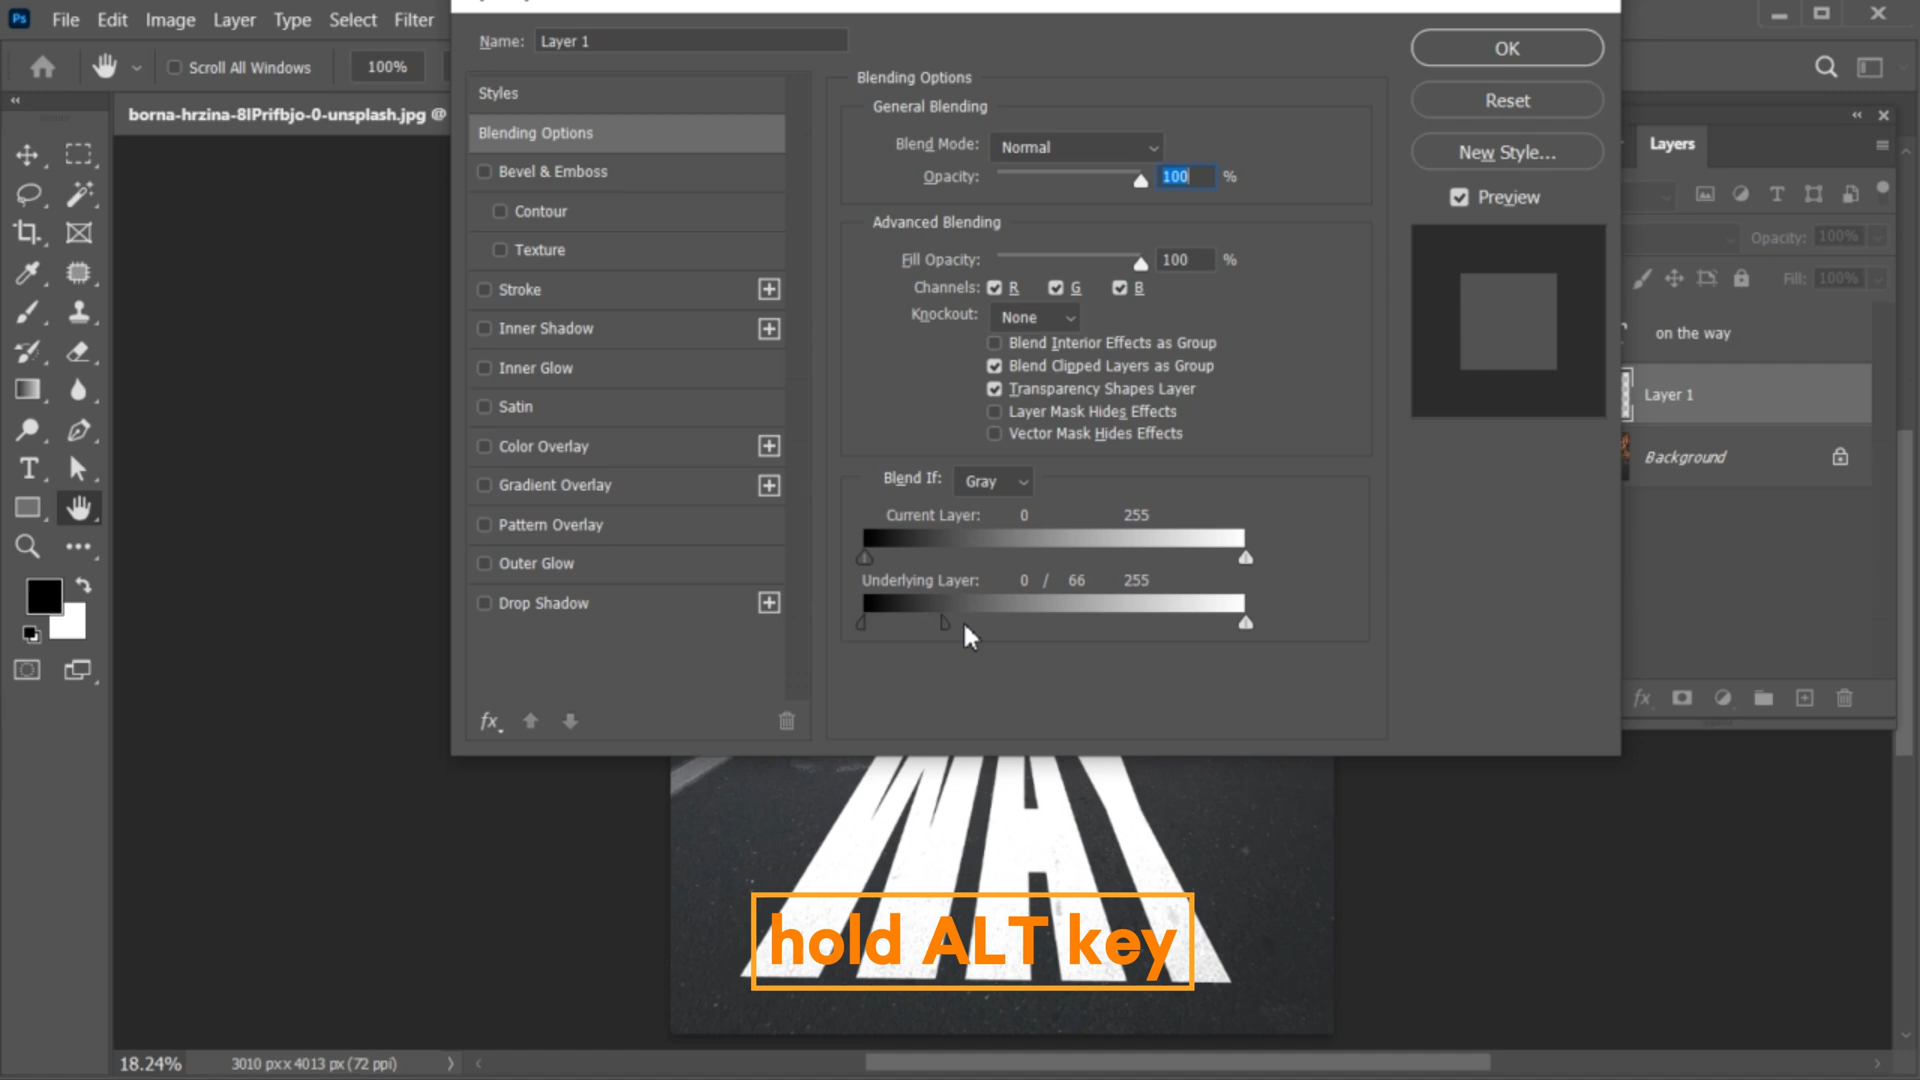 Ps File Edit Image Layer Type Select Filter
Scroll All Windows 100%
borna-hrzina-8IPrifbjo-0-unsplash.jpg @
Name: Layer 1
Styles
Blending Options
Bevel & Emboss
Contour
Texture
Stroke
Inner Shadow
Inner Glow
Satin
Color Overlay
Gradient Overlay
Pattern Overlay
Outer Glow
Drop Shadow
fx
Blending Options
General Blending
Blend Mode: Normal
Opacity: 100 %
Advanced Blending
Fill Opacity: 100 %
Channels: R G B
Knockout: None
Blend Interior Effects as Group
Blend Clipped Layers as Group
Transparency Shapes Layer
Layer Mask Hides Effects
Vector Mask Hides Effects
Blend If: Gray
Current Layer: 0 255
Underlying Layer: 0 / 66 255
OK
Reset
New Style...
Preview
Layers
Opacity: 100%
Fill: 100%
on the way
Layer 1
Background
fx
WAY
hold ALT key
18.24% 3010 px x 4013 px (72 ppi)